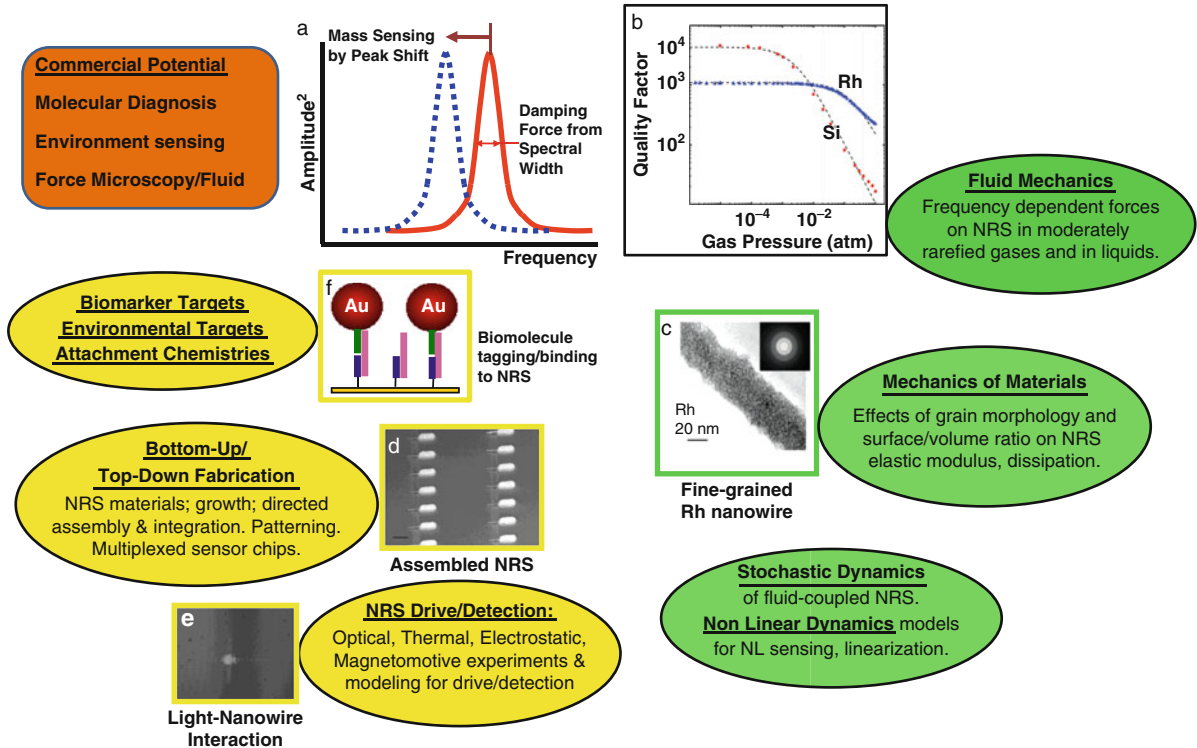 Commercial Potential
Molecular Diagnosis
Environment sensing
Force Microscopy/Fluid
a
Mass Sensing
by Peak Shift
Damping
Force from
Spectral
Width
Amplitude²
Frequency
b
10⁴
10³
10²
Quality Factor
Rh
Si
10⁻⁴
10⁻²
Gas Pressure (atm)
Fluid Mechanics
Frequency dependent forces
on NRS in moderately
rarefied gases and in liquids.
Biomarker Targets
Environmental Targets
Attachment Chemistries
f
Au
Au
Biomolecule
tagging/binding
to NRS
c
Rh
20 nm
Fine-grained
Rh nanowire
Mechanics of Materials
Effects of grain morphology and
surface/volume ratio on NRS
elastic modulus, dissipation.
Bottom-Up/
Top-Down Fabrication
NRS materials; growth; directed
assembly & integration. Patterning.
Multiplexed sensor chips.
d
Assembled NRS
Stochastic Dynamics
of fluid-coupled NRS.
Non Linear Dynamics models
for NL sensing, linearization.
e
Light-Nanowire
Interaction
NRS Drive/Detection:
Optical, Thermal, Electrostatic,
Magnetomotive experiments &
modeling for drive/detection